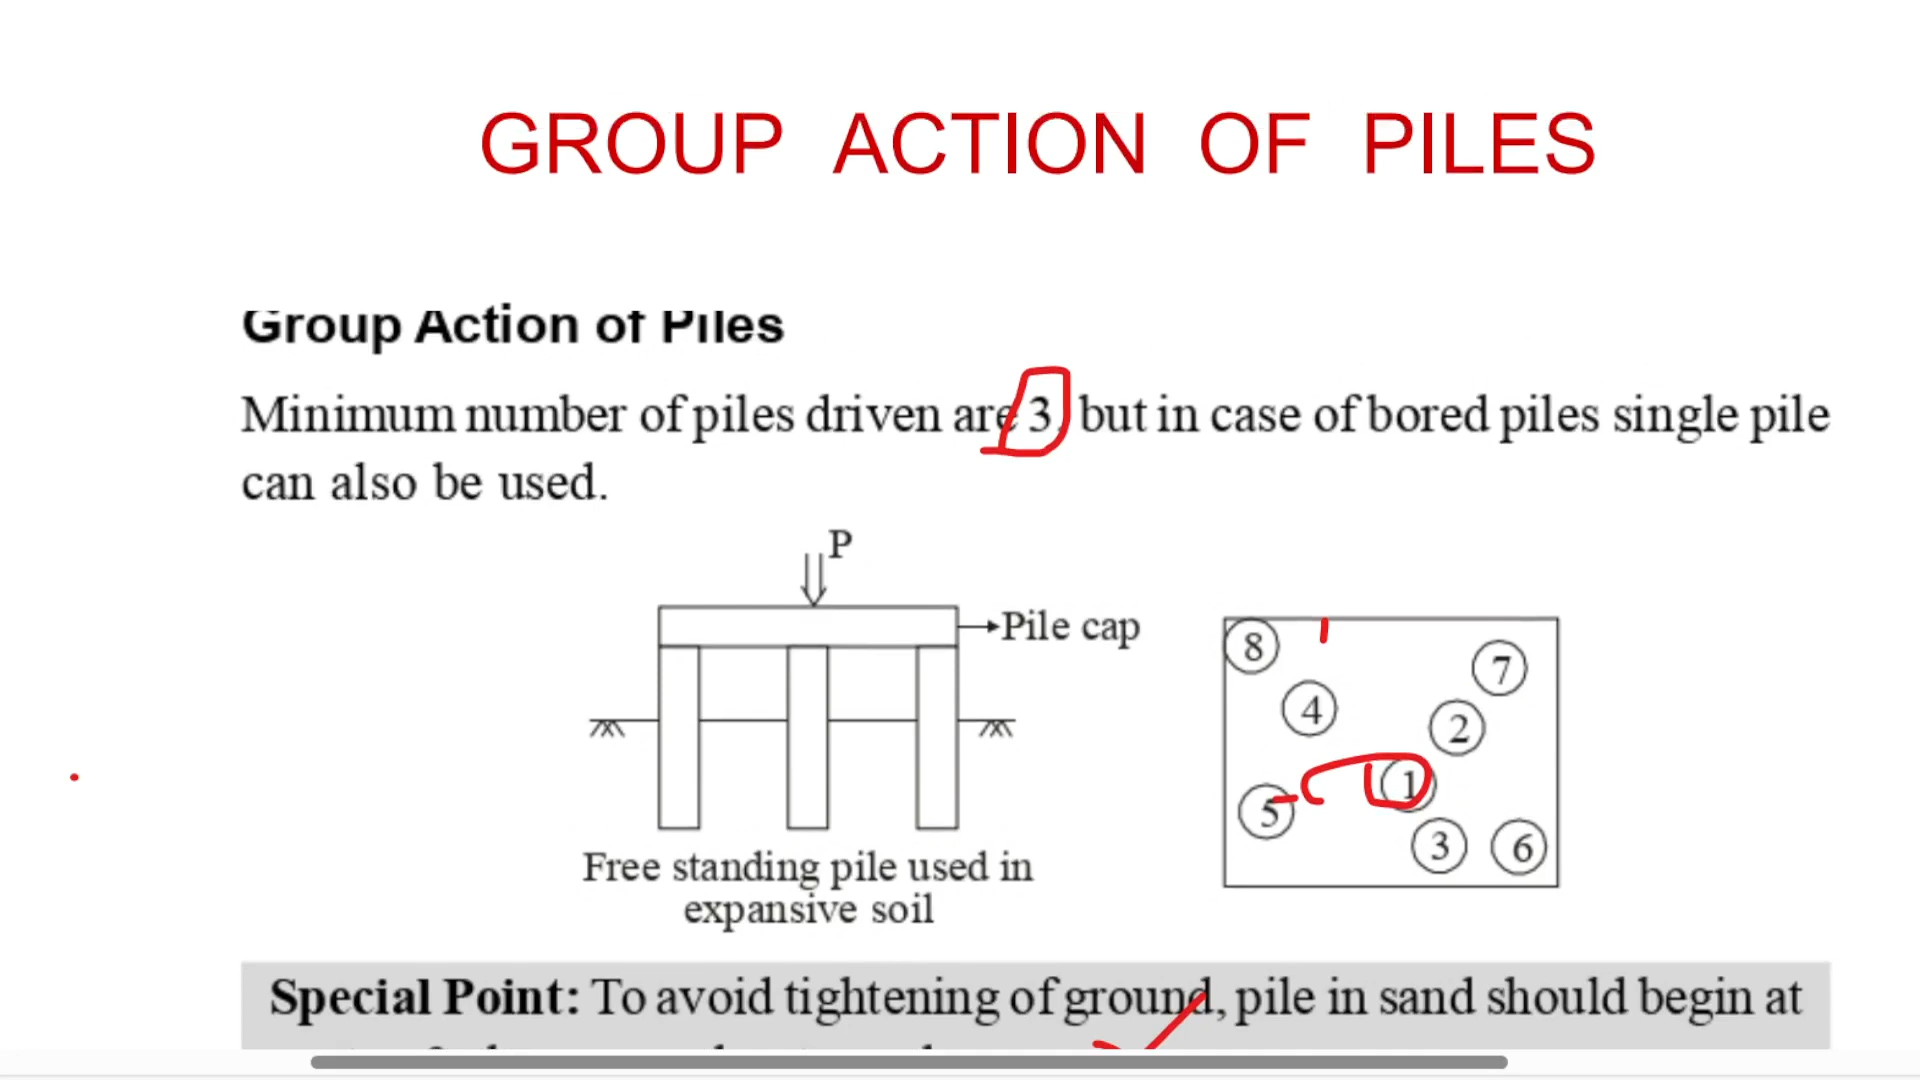 GROUP ACTION OF PILES
Group Action of Piles
Minimum number of piles driven are 3, but in case of bored piles single pile
can also be used.
P
Pile cap
8
7
4
2
1
5
3
6
Free standing pile used in
expansive soil
Special Point: To avoid tightening of ground, pile in sand should begin at